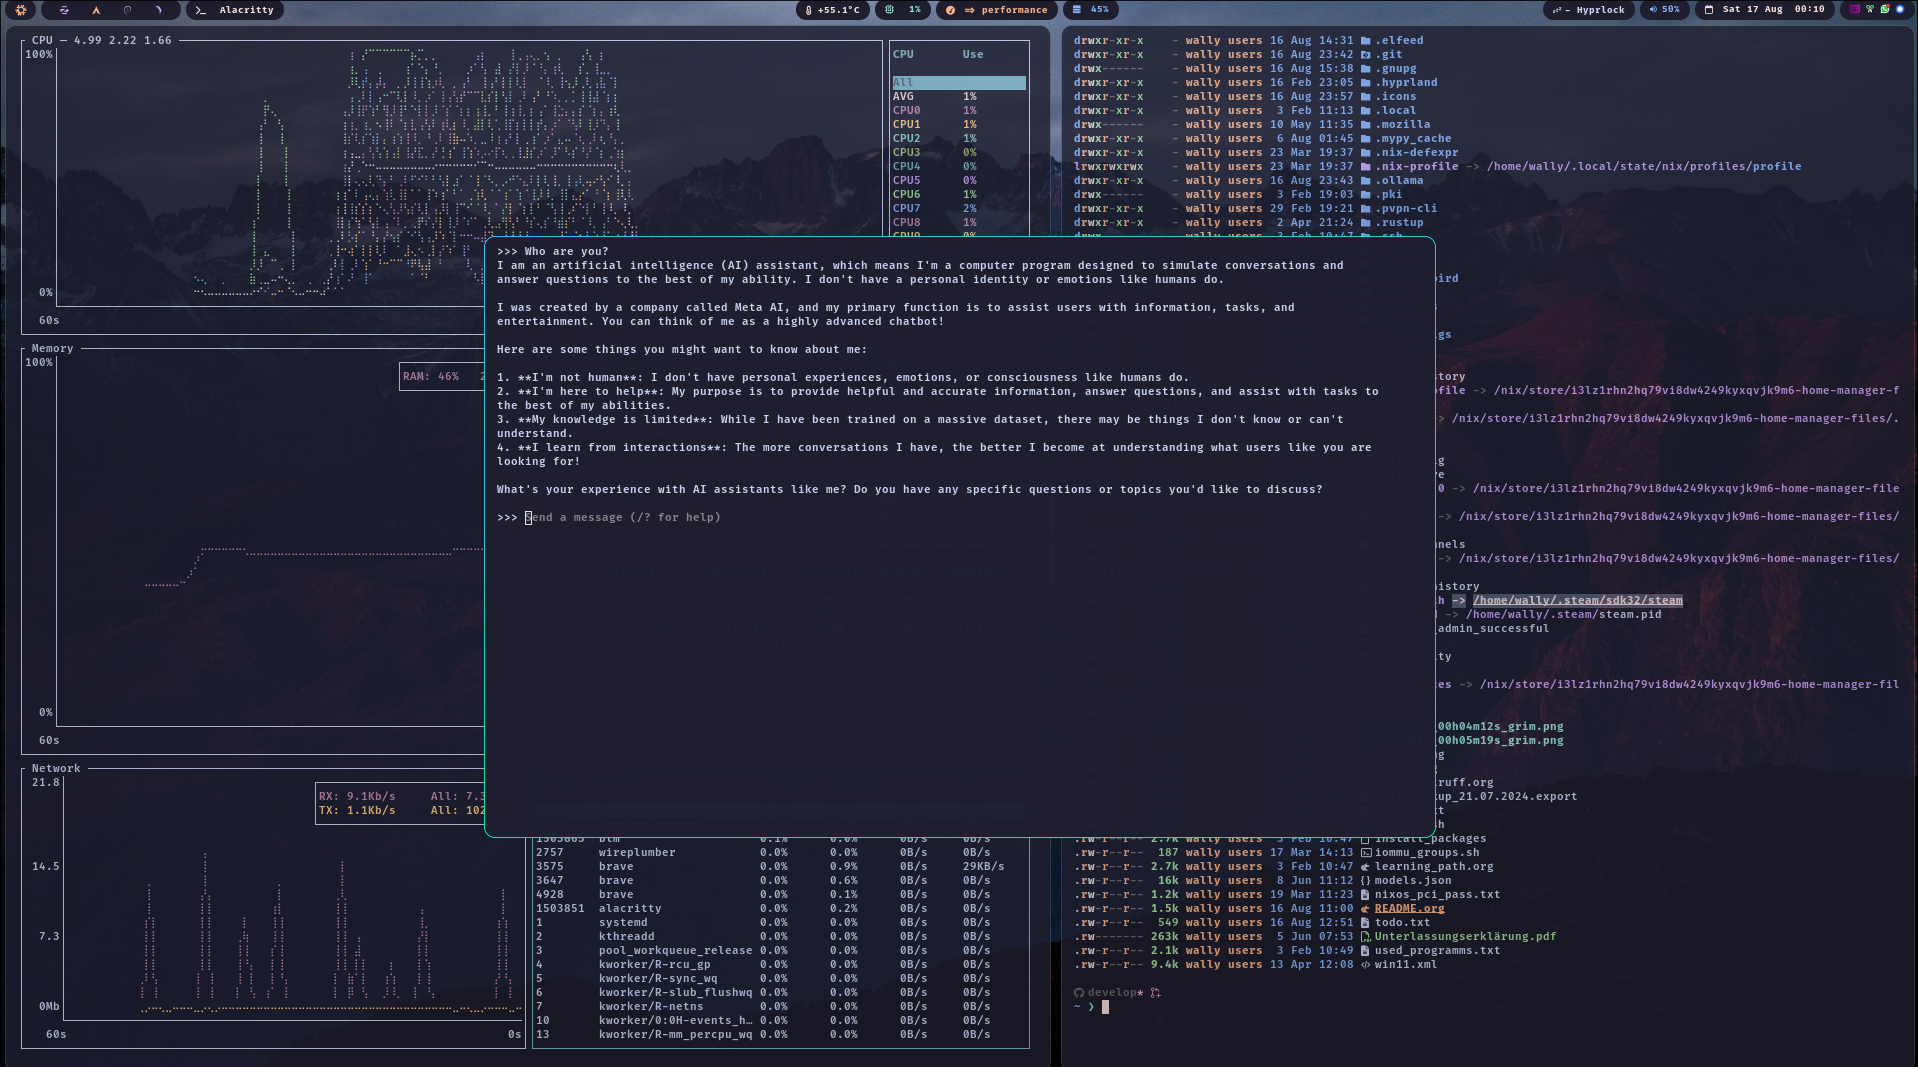 Alacritty
+55.1°C
1%
⇒ performance
45%
- Hyprlock
50%
Sat 17 Aug 00:10
CPU — 4.99 2.22 1.66
100%
0%
60s
CPU Use
All
AVG 1%
CPU0 1%
CPU1 1%
CPU2 1%
CPU3 0%
CPU4 0%
CPU5 0%
CPU6 1%
CPU7 2%
CPU8 1%
Memory
100%
RAM: 46%
0%
60s
Network
21.8
RX: 9.1Kb/s All: 7.3
TX: 1.1Kb/s All: 102
14.5
7.3
0Mb
60s 0s
>>> Who are you?
I am an artificial intelligence (AI) assistant, which means I'm a computer program designed to simulate conversations and
answer questions to the best of my ability. I don't have a personal identity or emotions like humans do.
I was created by a company called Meta AI, and my primary function is to assist users with information, tasks, and
entertainment. You can think of me as a highly advanced chatbot!
Here are some things you might want to know about me:
1. **I'm not human**: I don't have personal experiences, emotions, or consciousness like humans do.
2. **I'm here to help**: My purpose is to provide helpful and accurate information, answer questions, and assist with tasks to
the best of my abilities.
3. **My knowledge is limited**: While I have been trained on a massive dataset, there may be things I don't know or can't
understand.
4. **I learn from interactions**: The more conversations I have, the better I become at understanding what users like you are
looking for!
What's your experience with AI assistants like me? Do you have any specific questions or topics you'd like to discuss?
>>> Send a message (/? for help)
2757 wireplumber 0.0% 0.0% 0B/s 0B/s
3575 brave 0.0% 0.9% 0B/s 29KB/s
3647 brave 0.0% 0.6% 0B/s 0B/s
4928 brave 0.0% 0.1% 0B/s 0B/s
1503851 alacritty 0.0% 0.2% 0B/s 0B/s
1 systemd 0.0% 0.0% 0B/s 0B/s
2 kthreadd 0.0% 0.0% 0B/s 0B/s
3 pool_workqueue_release 0.0% 0.0% 0B/s 0B/s
4 kworker/R-rcu_gp 0.0% 0.0% 0B/s 0B/s
5 kworker/R-sync_wq 0.0% 0.0% 0B/s 0B/s
6 kworker/R-slub_flushwq 0.0% 0.0% 0B/s 0B/s
7 kworker/R-netns 0.0% 0.0% 0B/s 0B/s
10 kworker/0:0H-events_h… 0.0% 0.0% 0B/s 0B/s
13 kworker/R-mm_percpu_wq 0.0% 0.0% 0B/s 0B/s
drwxr-xr-x - wally users 16 Aug 14:31 .elfeed
drwxr-xr-x - wally users 16 Aug 23:42 .git
drwx------ - wally users 16 Aug 15:38 .gnupg
drwxr-xr-x - wally users 16 Feb 23:05 .hyprland
drwxr-xr-x - wally users 16 Aug 23:57 .icons
drwxr-xr-x - wally users 3 Feb 11:13 .local
drwx------ - wally users 10 May 11:35 .mozilla
drwxr-xr-x - wally users 6 Aug 01:45 .mypy_cache
drwxr-xr-x - wally users 23 Mar 19:37 .nix-defexpr
lrwxrwxrwx - wally users 23 Mar 19:37 .nix-profile -> /home/wally/.local/state/nix/profiles/profile
drwxr-xr-x - wally users 16 Aug 23:43 .ollama
drwx------ - wally users 3 Feb 19:03 .pki
drwxr-xr-x - wally users 29 Feb 19:21 .pvpn-cli
drwxr-xr-x - wally users 2 Apr 21:24 .rustup
bird
gs
tory
file -> /nix/store/i3lz1rhn2hq79vi8dw4249kyxqvjk9m6-home-manager-f
-> /nix/store/i3lz1rhn2hq79vi8dw4249kyxqvjk9m6-home-manager-files/.
g
e
0 -> /nix/store/i3lz1rhn2hq79vi8dw4249kyxqvjk9m6-home-manager-file
-> /nix/store/i3lz1rhn2hq79vi8dw4249kyxqvjk9m6-home-manager-files/
nels
-> /nix/store/i3lz1rhn2hq79vi8dw4249kyxqvjk9m6-home-manager-files/
istory
h -> /home/wally/.steam/sdk32/steam
-> /home/wally/.steam/steam.pid
_admin_successful
ty
es -> /nix/store/i3lz1rhn2hq79vi8dw4249kyxqvjk9m6-home-manager-fil
00h04m12s_grim.png
00h05m19s_grim.png
g
ruff.org
up_21.07.2024.export
xt
h
.rw-r--r-- 2.7k wally users 3 Feb 10:47 install_packages
.rw-r--r-- 187 wally users 17 Mar 14:13 iommu_groups.sh
.rw-r--r-- 2.7k wally users 3 Feb 10:47 learning_path.org
.rw-r--r-- 16k wally users 8 Jun 11:12 models.json
.rw-r--r-- 1.2k wally users 19 Mar 11:23 nixos_pci_pass.txt
.rw-r--r-- 1.5k wally users 16 Aug 11:00 README.org
.rw-r--r-- 549 wally users 16 Aug 12:51 todo.txt
.rw------- 263k wally users 5 Jun 07:53 Unterlassungserklärung.pdf
.rw-r--r-- 2.1k wally users 3 Feb 10:49 used_programms.txt
.rw-r--r-- 9.4k wally users 13 Apr 12:08 win11.xml
develop*
~ ❯